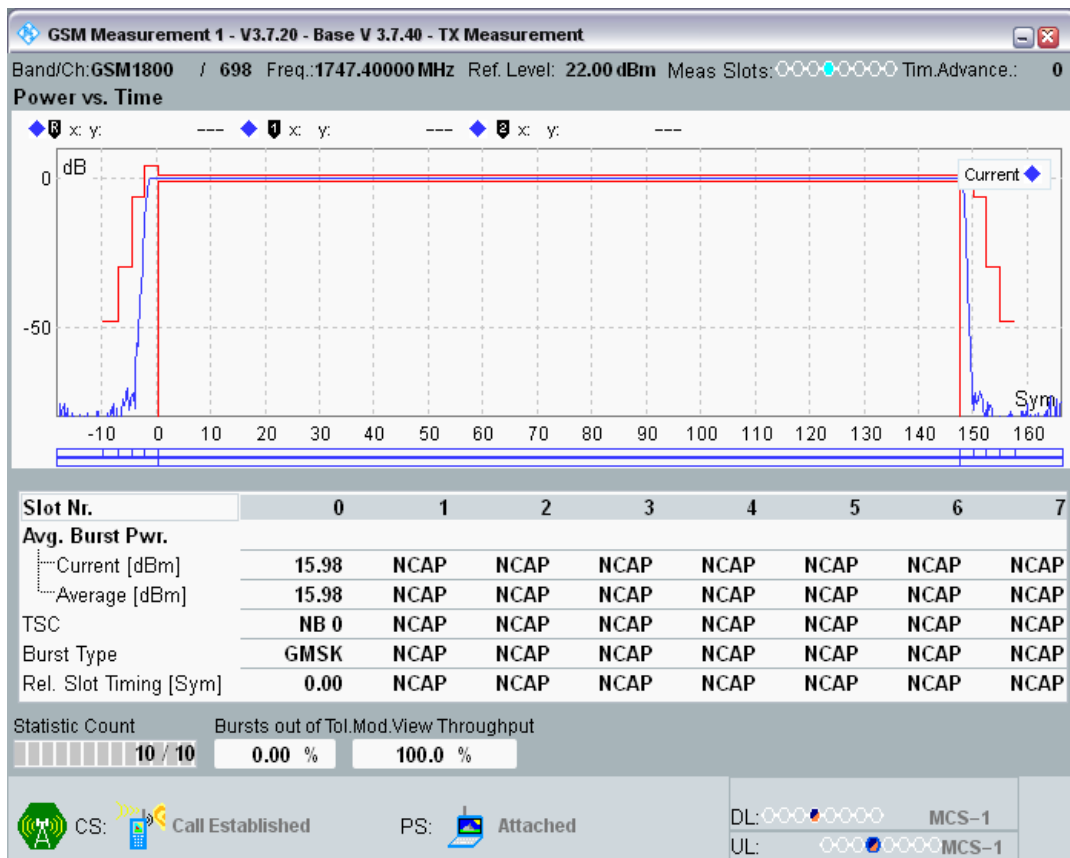 GSM Measurement 1 - V3.7.20 - Base V 3.7.40 - TX Measurement
Band/Ch:GSM1800 / 698 Freq.:1747.40000 MHz Ref. Level: 22.00 dBm Meas Slots: Tim.Advance.: 0
Power vs. Time
R x: y: --- 1 x: y: --- 2 x: y: ---
dB
Current
0
-50
Sym
-10 0 10 20 30 40 50 60 70 80 90 100 110 120 130 140 150 160
Slot Nr. 0 1 2 3 4 5 6 7
Avg. Burst Pwr.
Current [dBm] 15.98 NCAP NCAP NCAP NCAP NCAP NCAP NCAP
Average [dBm] 15.98 NCAP NCAP NCAP NCAP NCAP NCAP NCAP
TSC NB 0 NCAP NCAP NCAP NCAP NCAP NCAP NCAP
Burst Type GMSK NCAP NCAP NCAP NCAP NCAP NCAP NCAP
Rel. Slot Timing [Sym] 0.00 NCAP NCAP NCAP NCAP NCAP NCAP NCAP
Statistic Count Bursts out of Tol.Mod.View Throughput
10 / 10 0.00 % 100.0 %
CS: Call Established PS: Attached
DL: MCS-1
UL: MCS-1